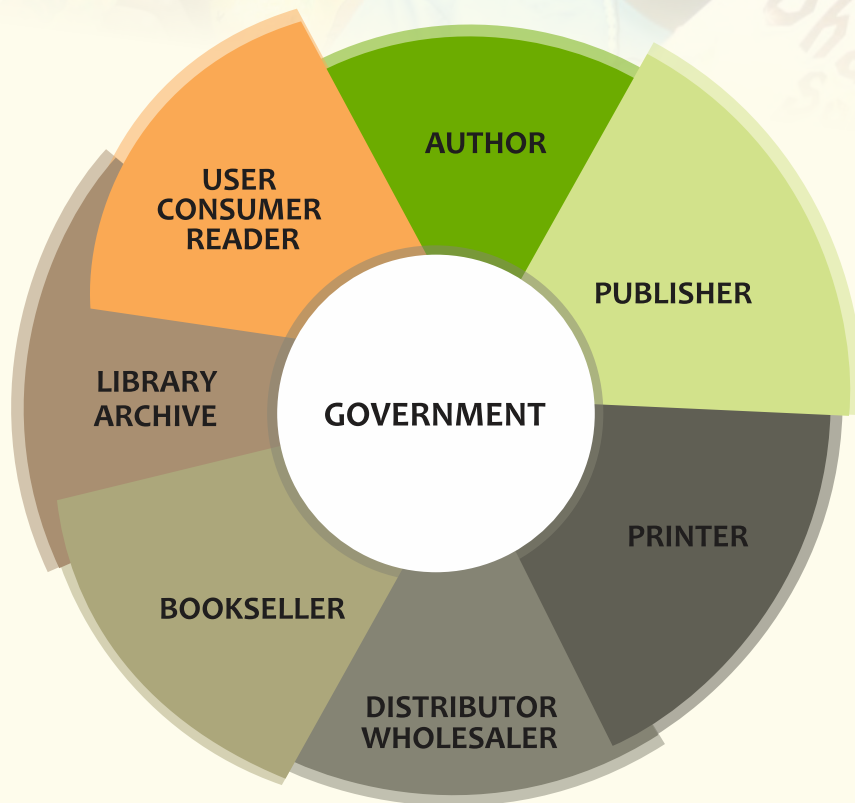 AUTHOR
PUBLISHER
PRINTER
DISTRIBUTOR
WHOLESALER
BOOKSELLER
LIBRARY
ARCHIVE
USER
CONSUMER
READER
GOVERNMENT